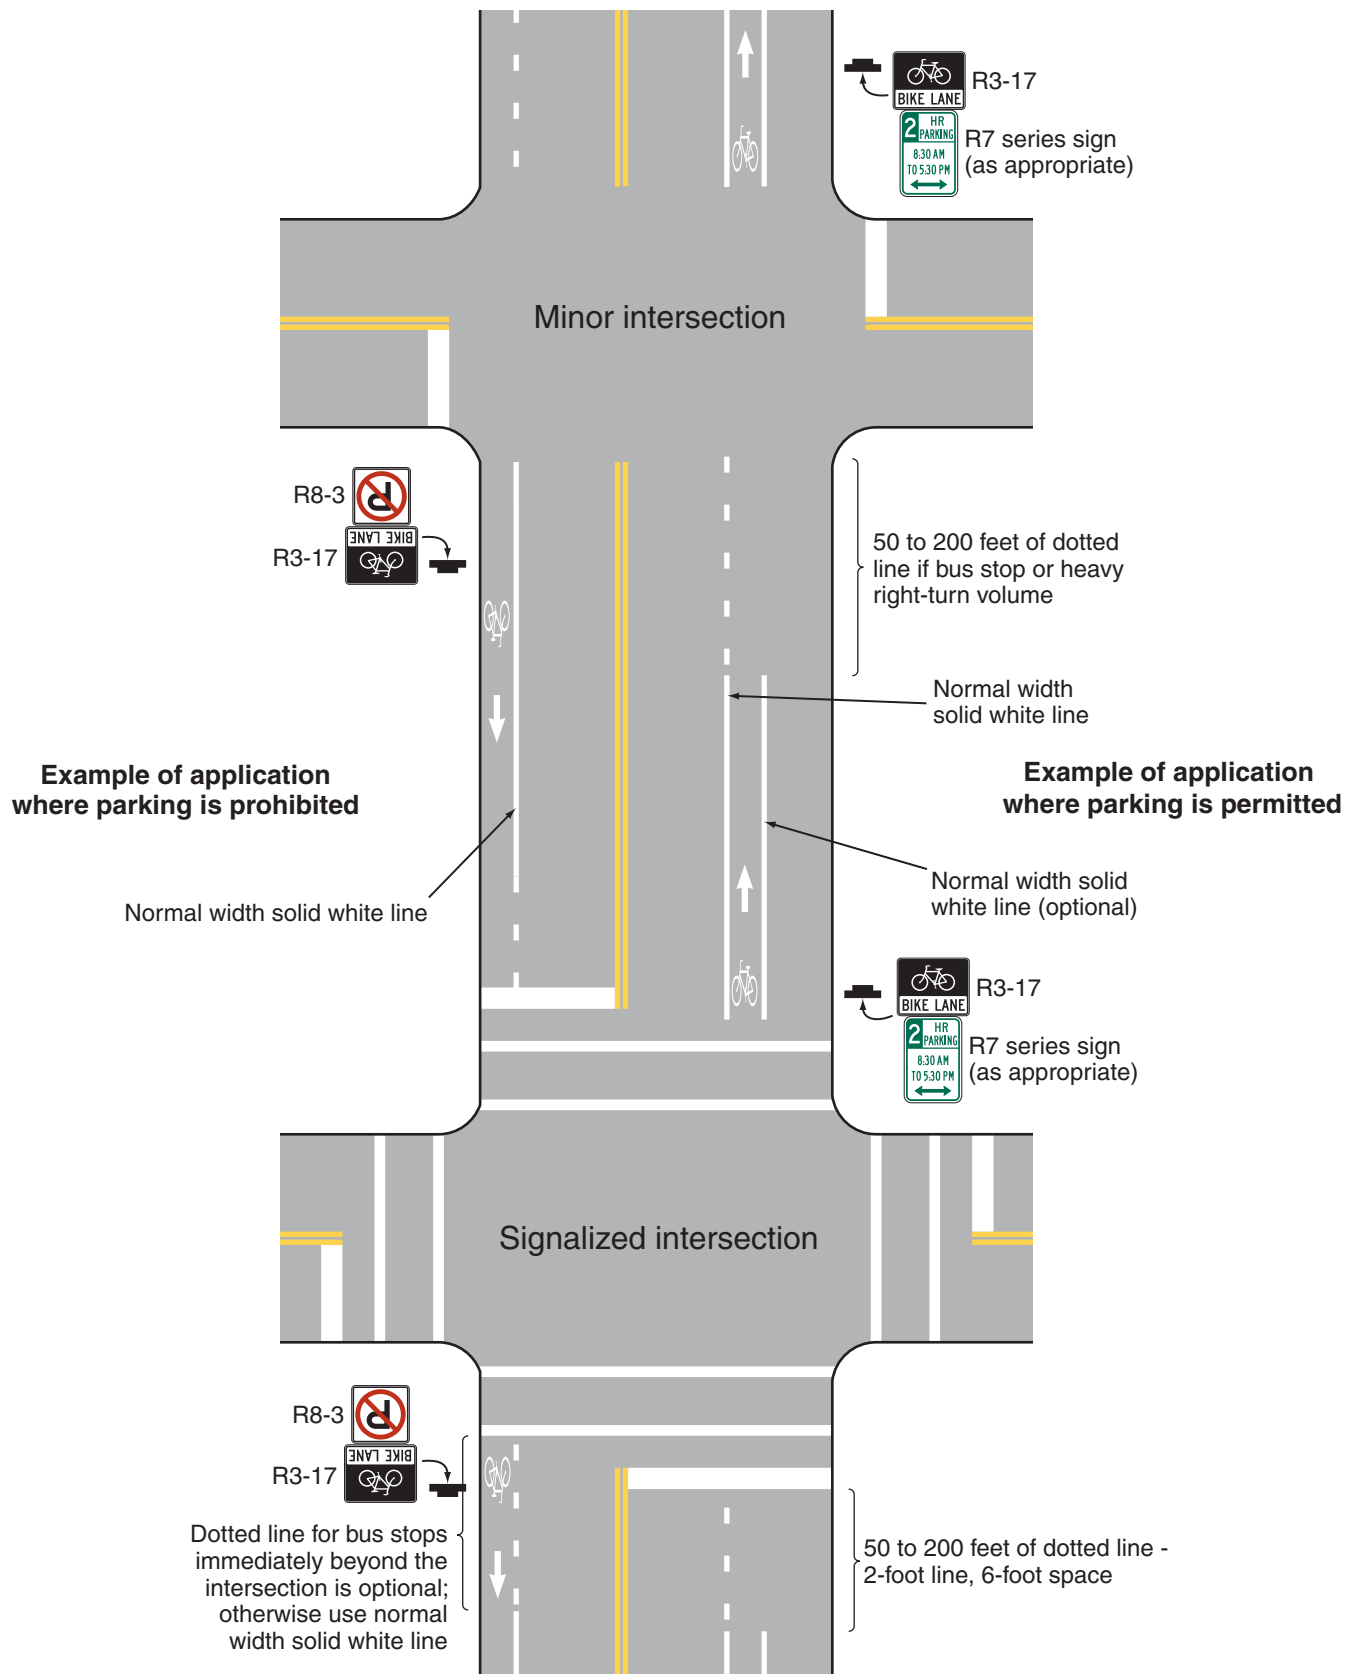 R3-17
BIKE LANE
2 HR
PARKING
8:30 AM
TO 5:30 PM
R7 series sign
(as appropriate)
Minor intersection
R8-3
P
BIKE LANE
R3-17
50 to 200 feet of dotted
line if bus stop or heavy
right-turn volume
Normal width
solid white line
Example of application
where parking is prohibited
Example of application
where parking is permitted
Normal width solid white line
Normal width solid
white line (optional)
R3-17
BIKE LANE
2 HR
PARKING
8:30 AM
TO 5:30 PM
R7 series sign
(as appropriate)
Signalized intersection
R8-3
P
BIKE LANE
R3-17
Dotted line for bus stops
immediately beyond the
intersection is optional;
otherwise use normal
width solid white line
50 to 200 feet of dotted line -
2-foot line, 6-foot space